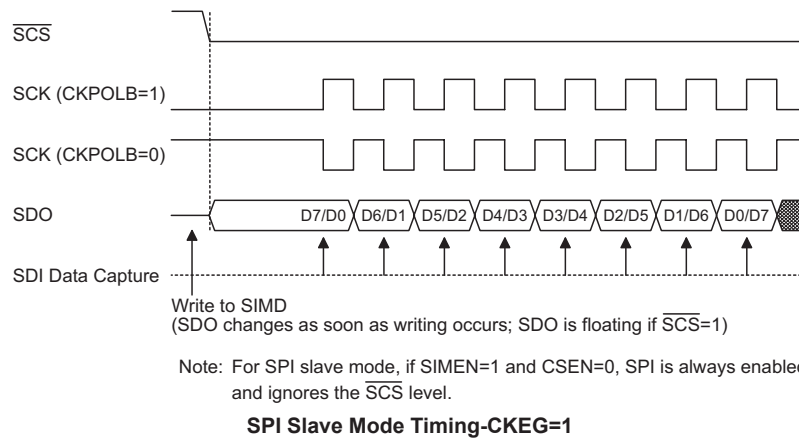 SCS
SCK (CKPOLB=1)
SCK (CKPOLB=0)
SDO
D7/D0 D6/D1 D5/D2 D4/D3 D3/D4 D2/D5 D1/D6 D0/D7
SDI Data Capture
Write to SIMD
(SDO changes as soon as writing occurs; SDO is floating if SCS=1)
Note: For SPI slave mode, if SIMEN=1 and CSEN=0, SPI is always enabled
and ignores the SCS level.
SPI Slave Mode Timing-CKEG=1